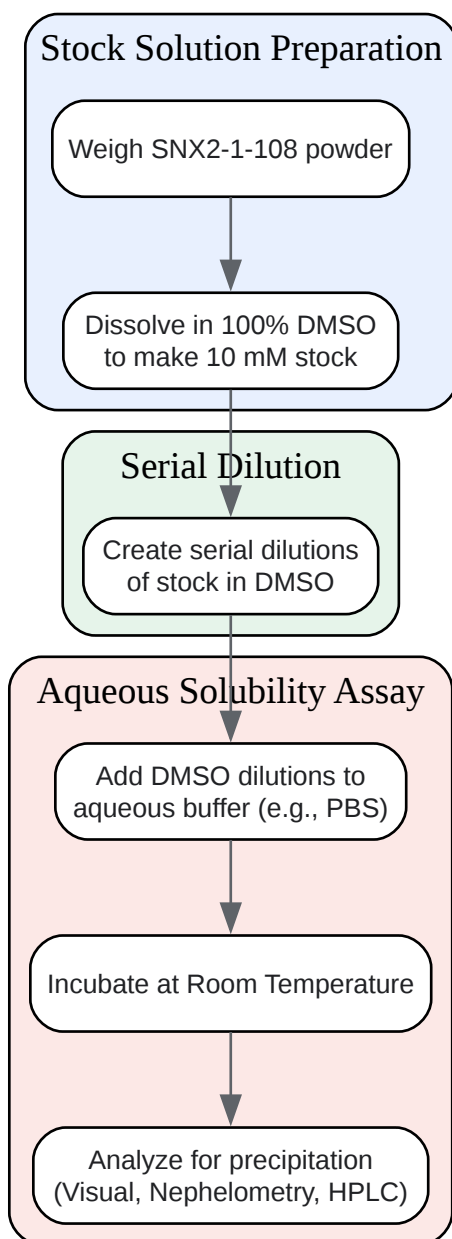 Stock Solution Preparation
Weigh SNX2-1-108 powder
Dissolve in 100% DMSO
to make 10 mM stock
Serial Dilution
Create serial dilutions
of stock in DMSO
Aqueous Solubility Assay
Add DMSO dilutions to
aqueous buffer (e.g., PBS)
Incubate at Room Temperature
Analyze for precipitation
(Visual, Nephelometry, HPLC)